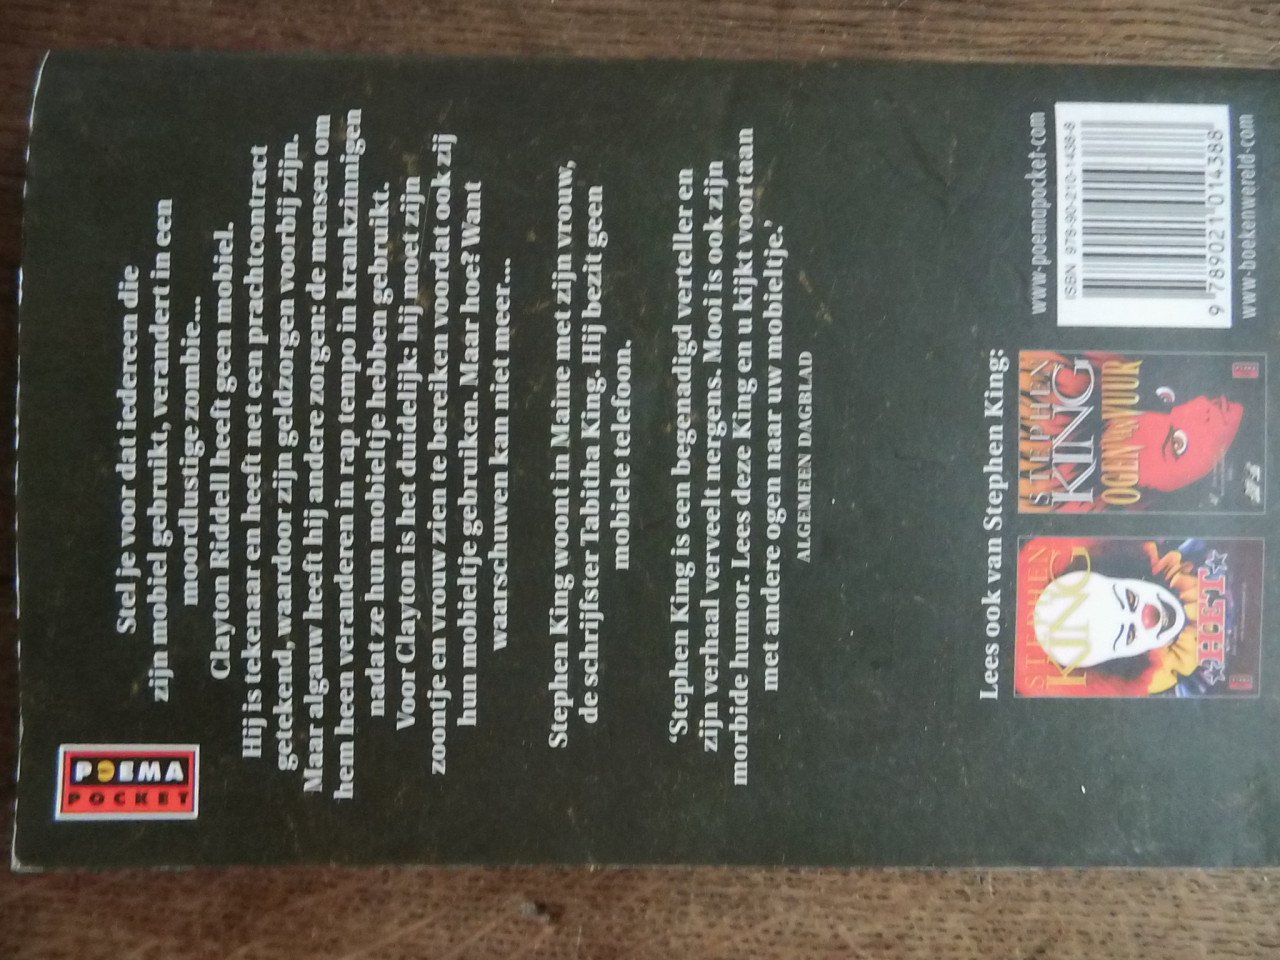 POEMA
POCKET
Stel je voor dat iedereen die
zijn mobiel gebruikt, verandert in een
moordlustige zombie...
Clayton Riddell heeft geen mobiel.
Hij is tekenaar en heeft net een prachtcontract
getekend, waardoor zijn geldzorgen voorbij zijn.
Maar algauw heeft hij andere zorgen: de mensen om
hem heen veranderen in rap tempo in krankzinnigen
nadat ze hun mobieltje hebben gebruikt.
Voor Clayton is het duidelijk: hij moet zijn
zoontje en vrouw zien te bereiken voordat ook zij
hun mobieltje gebruiken. Maar hoe? Want
waarschuwen kan niet meer...
Stephen King woont in Maine met zijn vrouw,
de schrijfster Tabitha King. Hij bezit geen
mobiele telefoon.
‘Stephen King is een begenadigd verteller en
zijn verhaal verveelt nergens. Mooi is ook zijn
morbide humor. Lees deze King en u kijkt voortaan
met andere ogen naar uw mobieltje.’
ALGEMEEN DAGBLAD
Lees ook van Stephen King:
STEPHEN
KING
HET
STEPHEN
KING
OGEN VAN
VUUR
www.poemapocket.com
ISBN 978-90-210-1438-8
9 789021 014388
www.boekenwereld.com